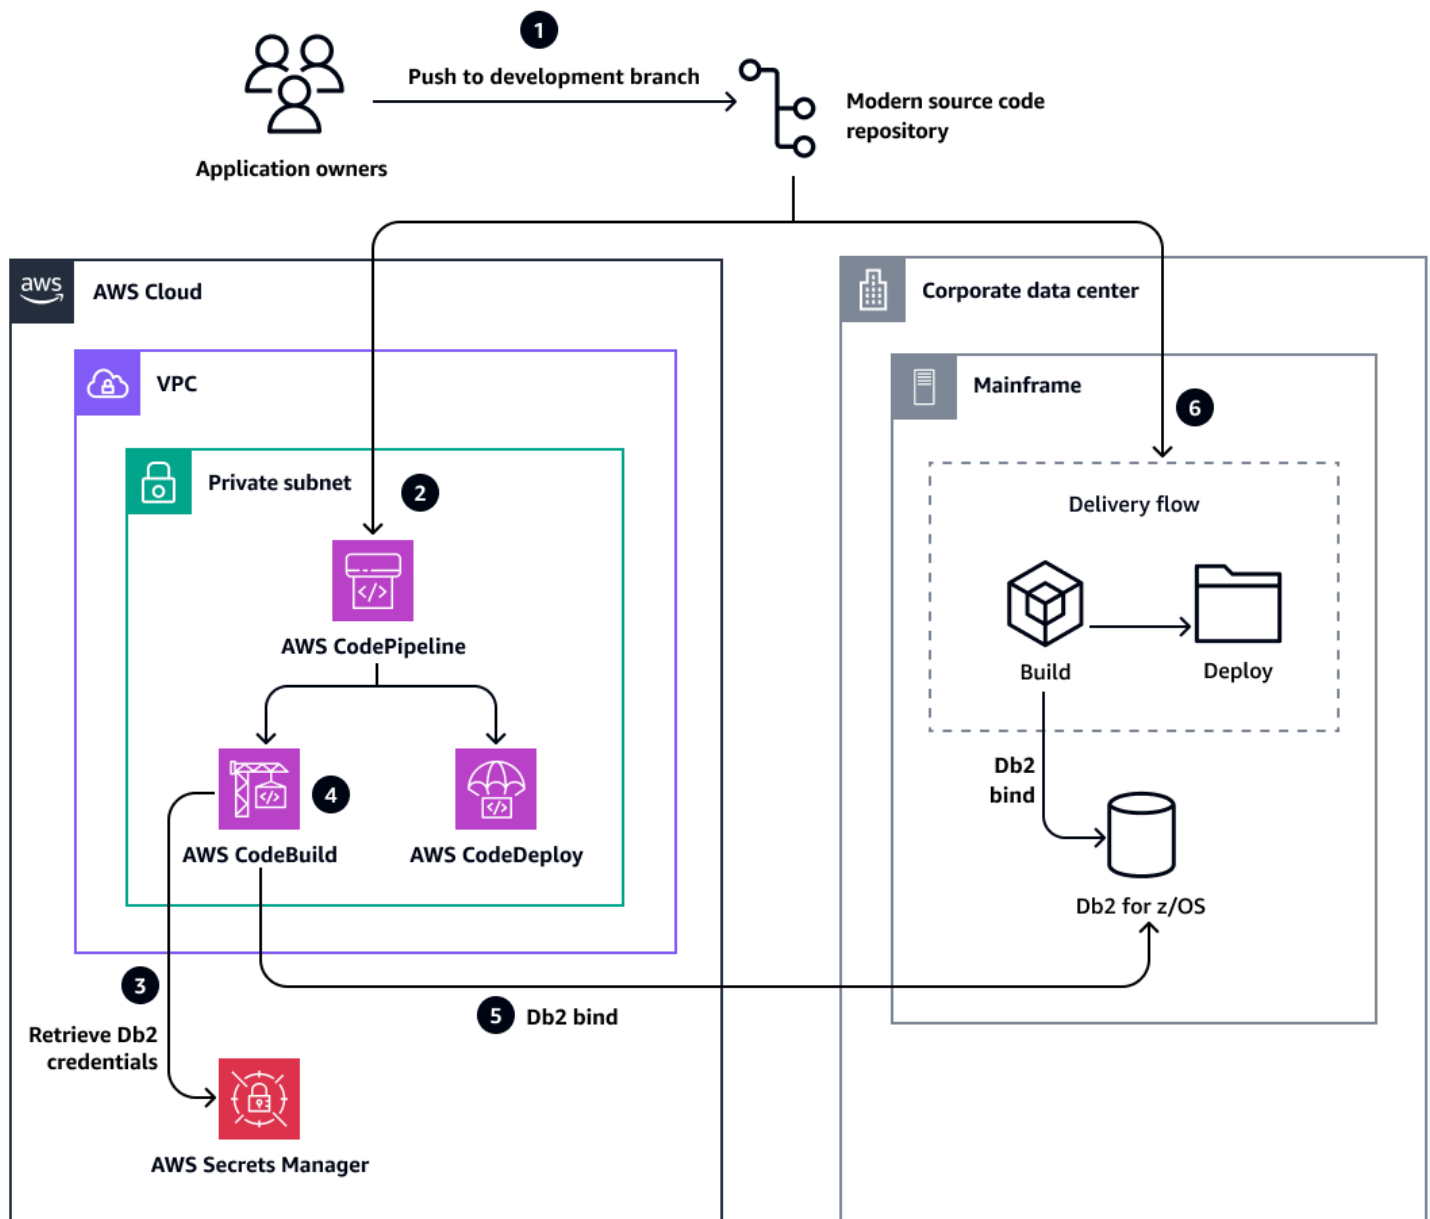 1
Push to development branch
Modern source code
repository
Application owners
aws
AWS Cloud
Corporate data center
VPC
Mainframe
6
Private subnet
2
Delivery flow
</>
AWS CodePipeline
Build
Deploy
</>
4
</>
Db2
bind
AWS CodeBuild
AWS CodeDeploy
Db2 for z/OS
3
5
Db2 bind
Retrieve Db2
credentials
AWS Secrets Manager